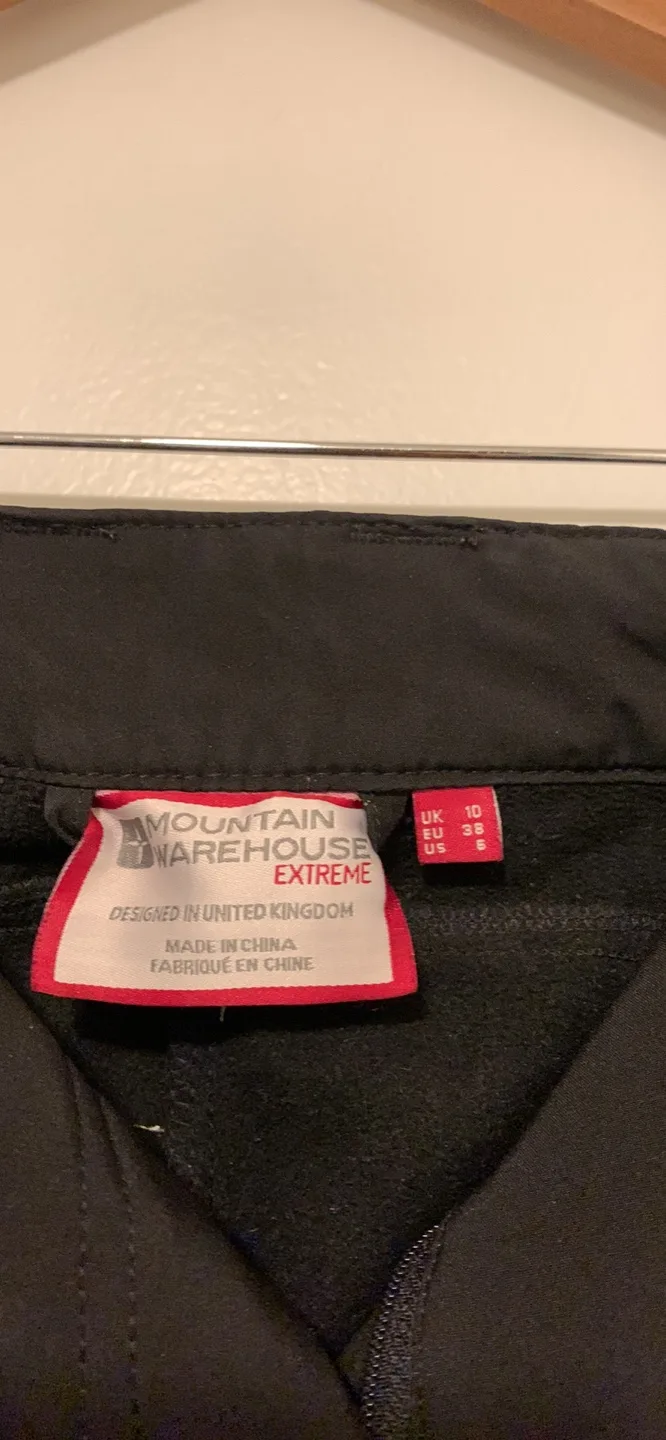 MOUNTAIN
WAREHOUSE
EXTREME
DESIGNED IN UNITED KINGDOM
MADE IN CHINA
FABRIQUÉ EN CHINE
UK 10
EU 38
US 6